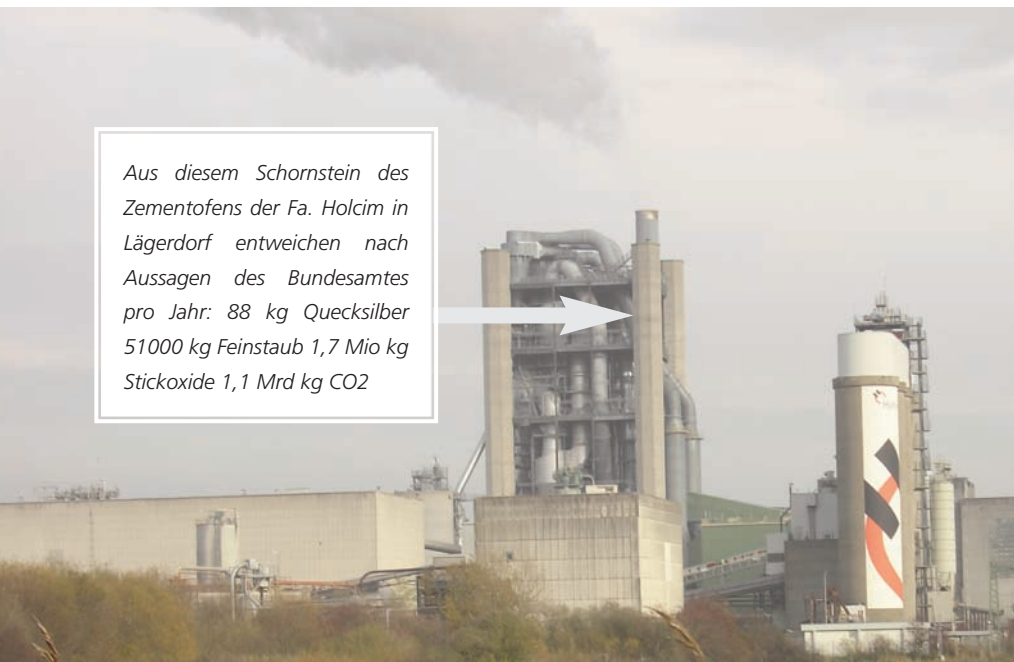 Aus diesem Schornstein des
Zementofens der Fa. Holcim in
Lägerdorf entweichen nach
Aussagen des Bundesamtes
pro Jahr: 88 kg Quecksilber
51000 kg Feinstaub 1,7 Mio kg
Stickoxide 1,1 Mrd kg CO2